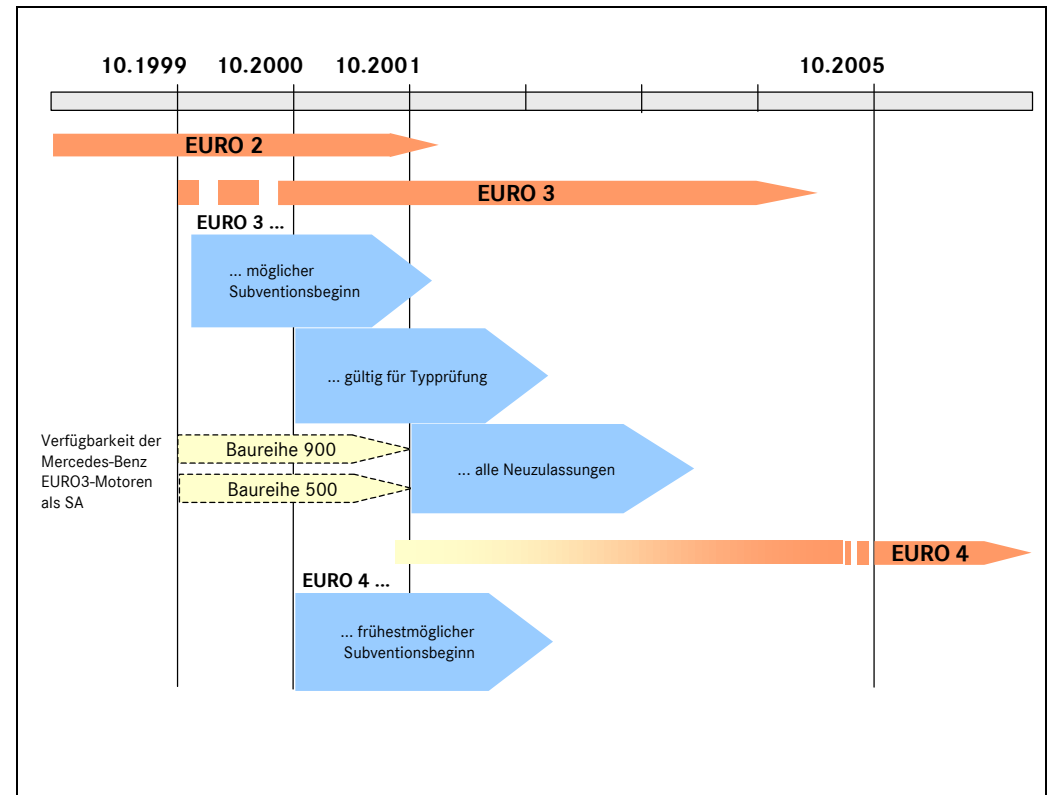 10.1999 10.2000 10.2001 10.2005
EURO 2
EURO 3
EURO 3 ...
... möglicher
Subventionsbeginn
... gültig für Typprüfung
Verfügbarkeit der
Mercedes-Benz
EURO3-Motoren
als SA
Baureihe 900
Baureihe 500
... alle Neuzulassungen
EURO 4
EURO 4 ...
... frühestmöglicher
Subventionsbeginn